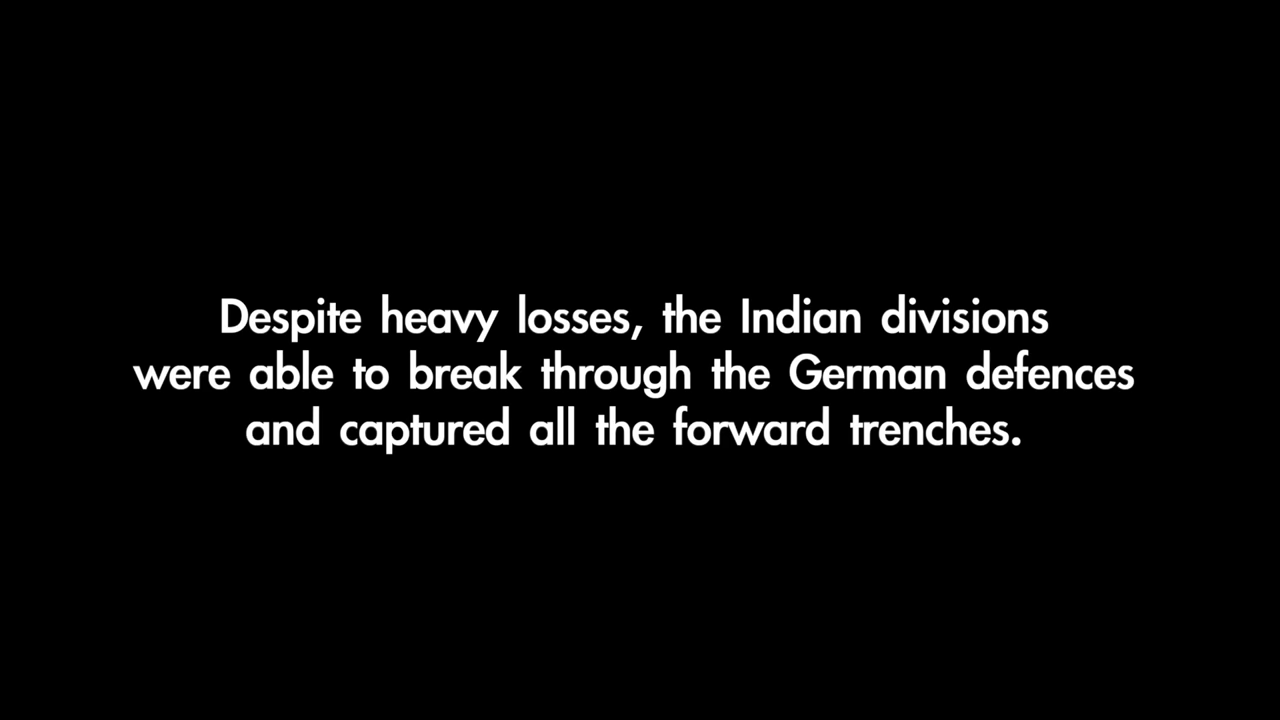 Despite heavy losses, the Indian divisions
were able to break through the German defences
and captured all the forward trenches.